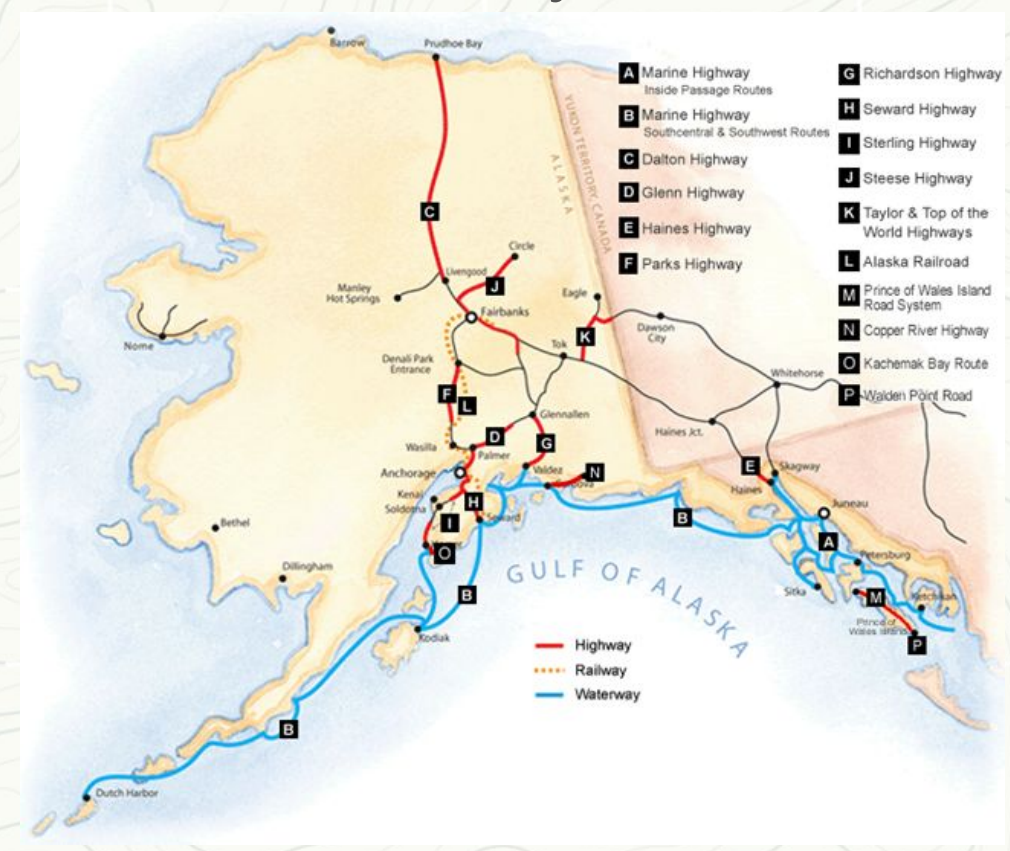 Barrow
Prudhoe Bay
A Marine Highway
Inside Passage Routes
B Marine Highway
Southcentral & Southwest Routes
C Dalton Highway
D Glenn Highway
E Haines Highway
F Parks Highway
G Richardson Highway
H Seward Highway
I Sterling Highway
J Steese Highway
K Taylor & Top of the
World Highways
L Alaska Railroad
M Prince of Wales Island
Road System
N Copper River Highway
O Kachemak Bay Route
P Walden Point Road
YUKON TERRITORY, CANADA
ALASKA
C
Circle
Livengood
J
Manley
Hot Springs
Eagle
Fairbanks
Dawson
City
Nome
K
Tok
Denali Park
Entrance
Whitehorse
F
L
Glennallen
Haines Jct.
D
G
Wasilla
Palmer
Anchorage
Valdez
N
E
Skagway
Haines
Kenai
Soldotna
H
Seward
I
B
Juneau
Bethel
O
A
Petersburg
Dillingham
GULF OF ALASKA
B
Sitka
M
Ketchikan
Prince of
Wales Island
Kodiak
P
Highway
Railway
Waterway
B
Dutch Harbor